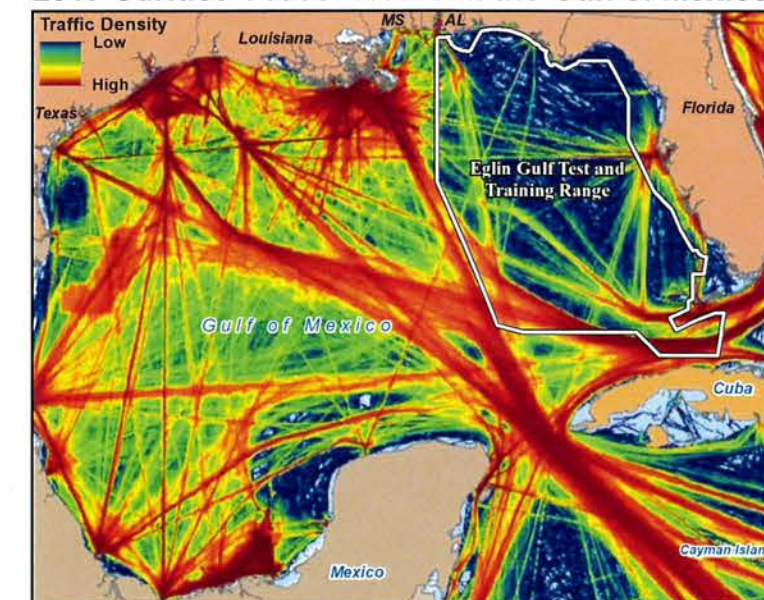 Traffic Density
Low
High
MS
AL
Louisiana
Texas
Florida
Eglin Gulf Test and
Training Range
Gulf of Mexico
Cuba
Mexico